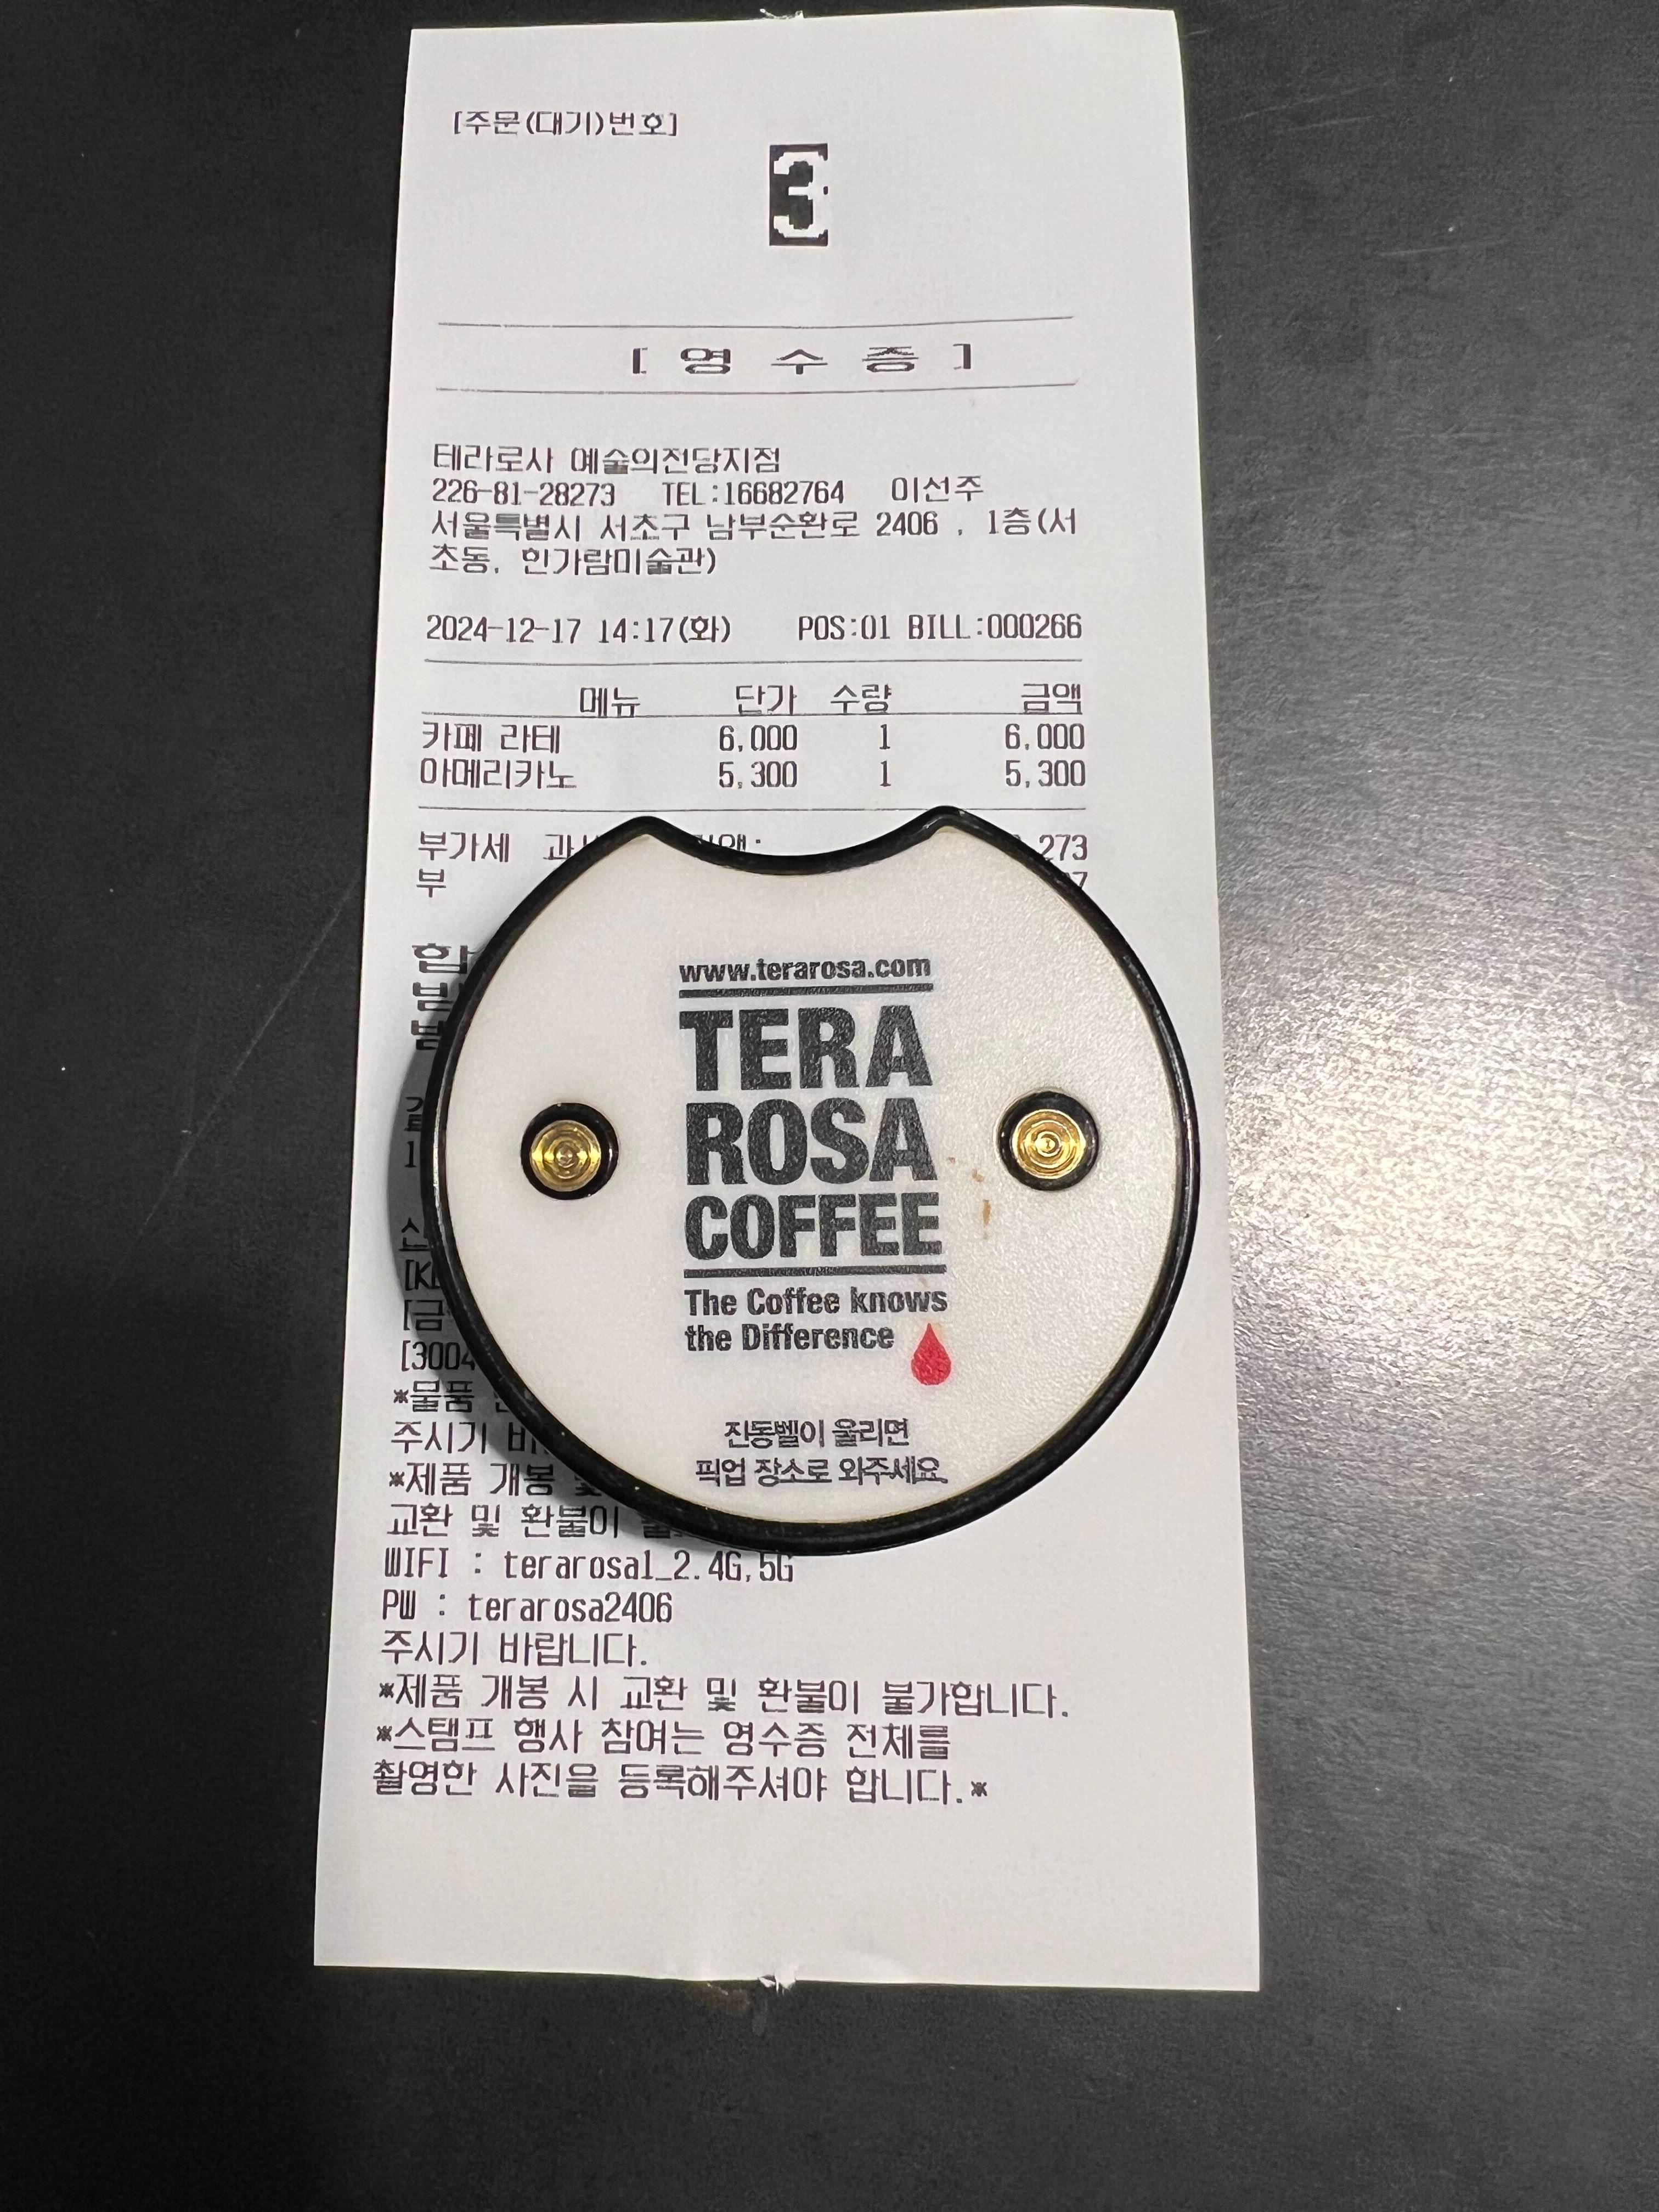 [주문(대기)번호]
3
[ 영 수 증 ]
테라로사 예술의전당지점
226-81-28273 TEL:16682764 이선주
서울특별시 서초구 남부순환로 2406 , 1층(서
초동, 한가람미술관)
2024-12-17 14:17(화) POS:01 BILL:000266
메뉴 단가 수량 금액
카페 라테 6,000 1 6,000
아메리카노 5,300 1 5,300
부가세
부
www.terarosa.com
TERA
ROSA
COFFEE
The Coffee knows
the Difference
진동벨이 울리면
픽업 장소로 와주세요.
※물품
주시기
※제품 개봉 및
교환 및 환불이
WIFI : terarosa1_2.4G,5G
PW : terarosa2406
주시기 바랍니다.
※제품 개봉 시 교환 및 환불이 불가합니다.
※스탬프 행사 참여는 영수증 전체를
촬영한 사진을 등록해주셔야 합니다.※